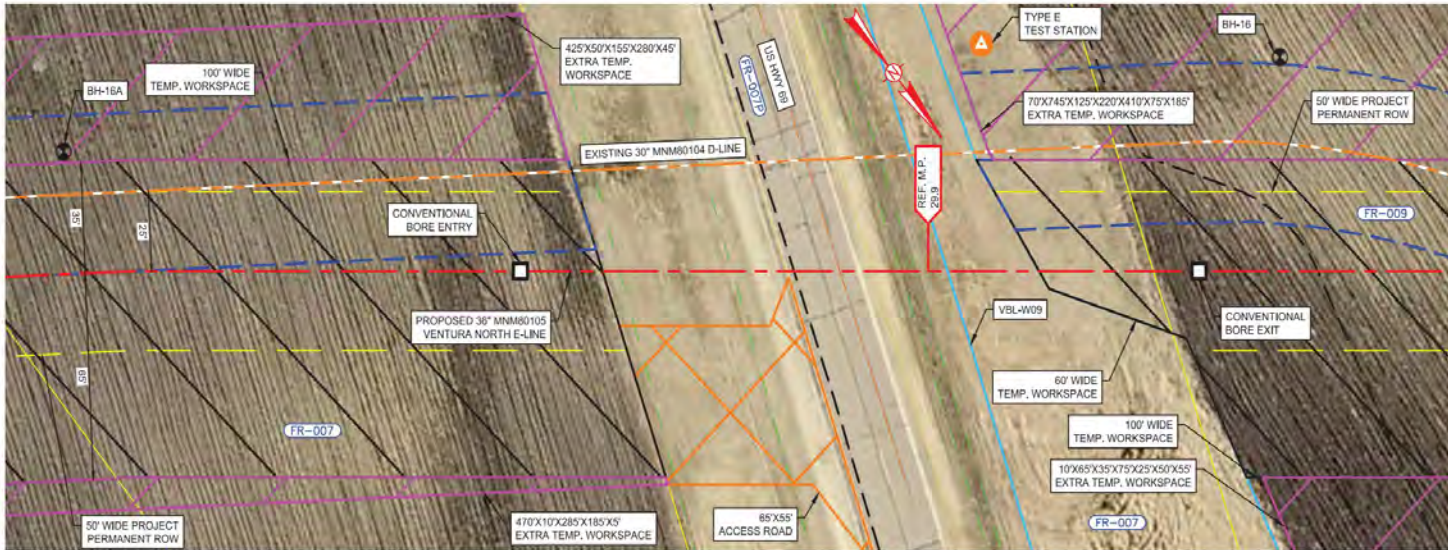 TYPE E
TEST STATION
BH-16
425'X50'X155'X280'X45'
EXTRA TEMP.
WORKSPACE
US HWY 69
FR-007P
100' WIDE
TEMP. WORKSPACE
BH-16A
N
70'X745'X125'X220'X410'X75'X185'
EXTRA TEMP. WORKSPACE
50' WIDE PROJECT
PERMANENT ROW
EXISTING 30" MNM80104 D-LINE
REF. M.P.
29.9
35'
25'
CONVENTIONAL
BORE ENTRY
FR-009
PROPOSED 36" MNM80105
VENTURA NORTH E-LINE
VBL-W09
CONVENTIONAL
BORE EXIT
65'
60' WIDE
TEMP. WORKSPACE
FR-007
100' WIDE
TEMP. WORKSPACE
10'X65'X35'X75'X25'X50'X55'
EXTRA TEMP. WORKSPACE
50' WIDE PROJECT
PERMANENT ROW
470'X10'X285'X185'X5'
EXTRA TEMP. WORKSPACE
65'X55'
ACCESS ROAD
FR-007